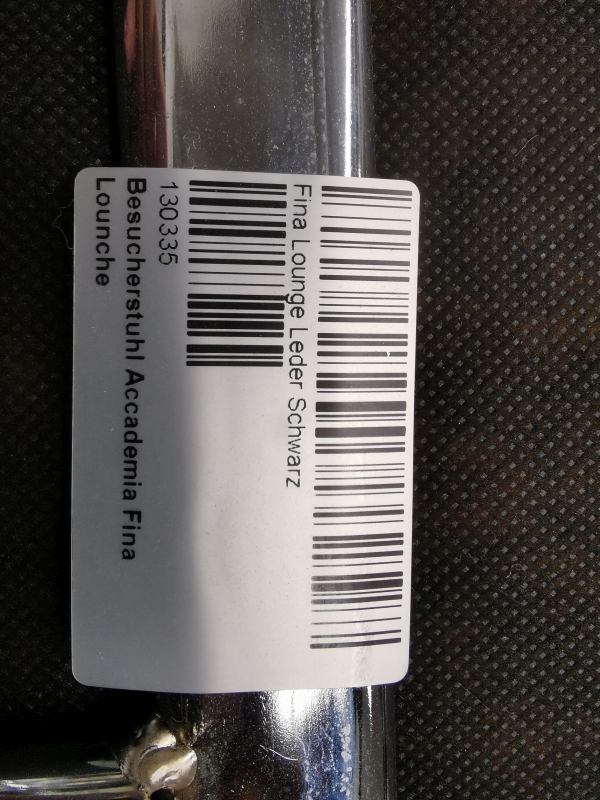 Fina Lounge Leder Schwarz
130335
Besucherstuhl Accademia Fina
Lounche